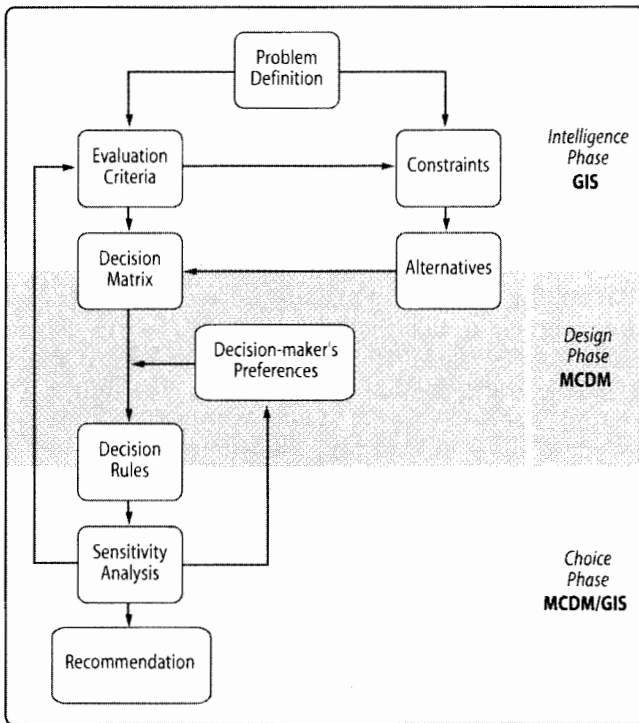 Problem
Definition
Evaluation
Criteria
Constraints
Intelligence
Phase
GIS
Decision
Matrix
Alternatives
Decision-maker's
Preferences
Design
Phase
MCDM
Decision
Rules
Sensitivity
Analysis
Choice
Phase
MCDM/GIS
Recommendation